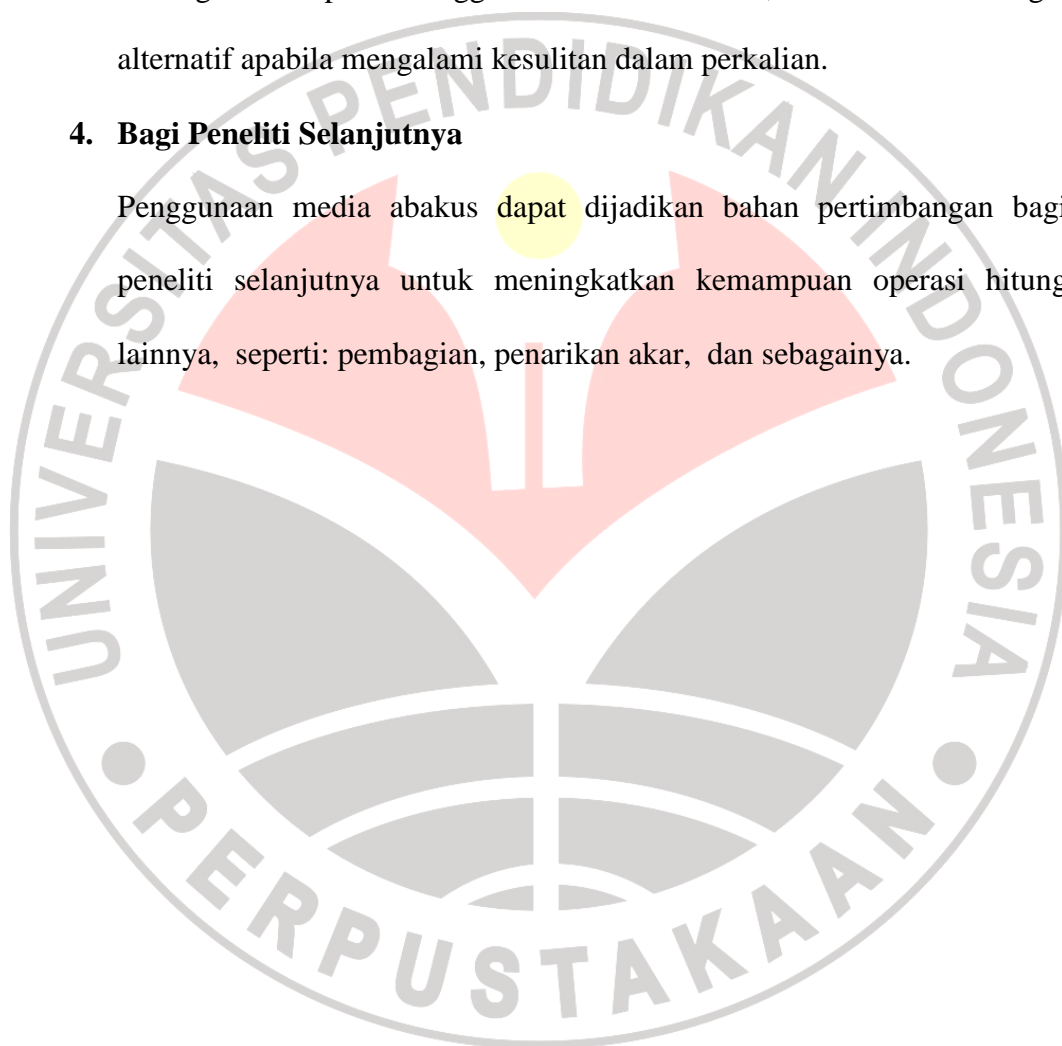 alternatif apabila mengalami kesulitan dalam perkalian.
4. Bagi Peneliti Selanjutnya
Penggunaan media abakus dapat dijadikan bahan pertimbangan bagi
peneliti selanjutnya untuk meningkatkan kemampuan operasi hitung
lainnya, seperti: pembagian, penarikan akar, dan sebagainya.
UNIVERSITAS PENDIDIKAN INDONESIA
PERPUSTAKAAN